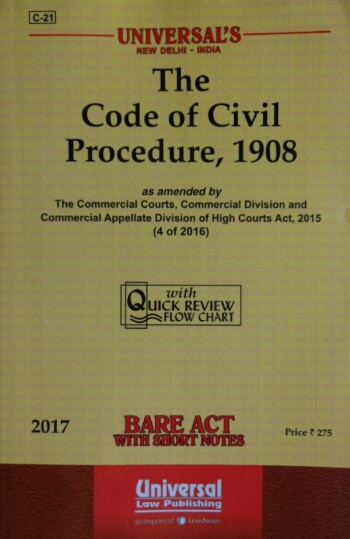 C-21
UNIVERSAL'S
NEW DELHI - INDIA
The
Code of Civil
Procedure, 1908
as amended by
The Commercial Courts, Commercial Division and
Commercial Appellate Division of High Courts Act, 2015
(4 of 2016)
with
QUICK REVIEW
FLOW CHART
2017
BARE ACT
WITH SHORT NOTES
Price ₹ 275
Universal
Law Publishing
an imprint of LexisNexis